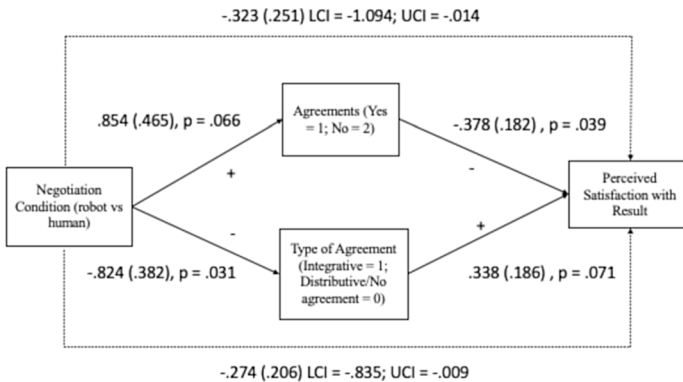 -.323 (.251) LCI = -1.094; UCI = -.014
.854 (.465), p = .066
Agreements (Yes
= 1; No = 2)
-.378 (.182) , p = .039
+
-
Negotiation
Condition (robot vs
human)
Perceived
Satisfaction with
Result
-
+
-.824 (.382), p = .031
Type of Agreement
(Integrative = 1;
Distributive/No
agreement = 0)
.338 (.186), p = .071
-.274 (.206) LCI = -.835; UCI = -.009